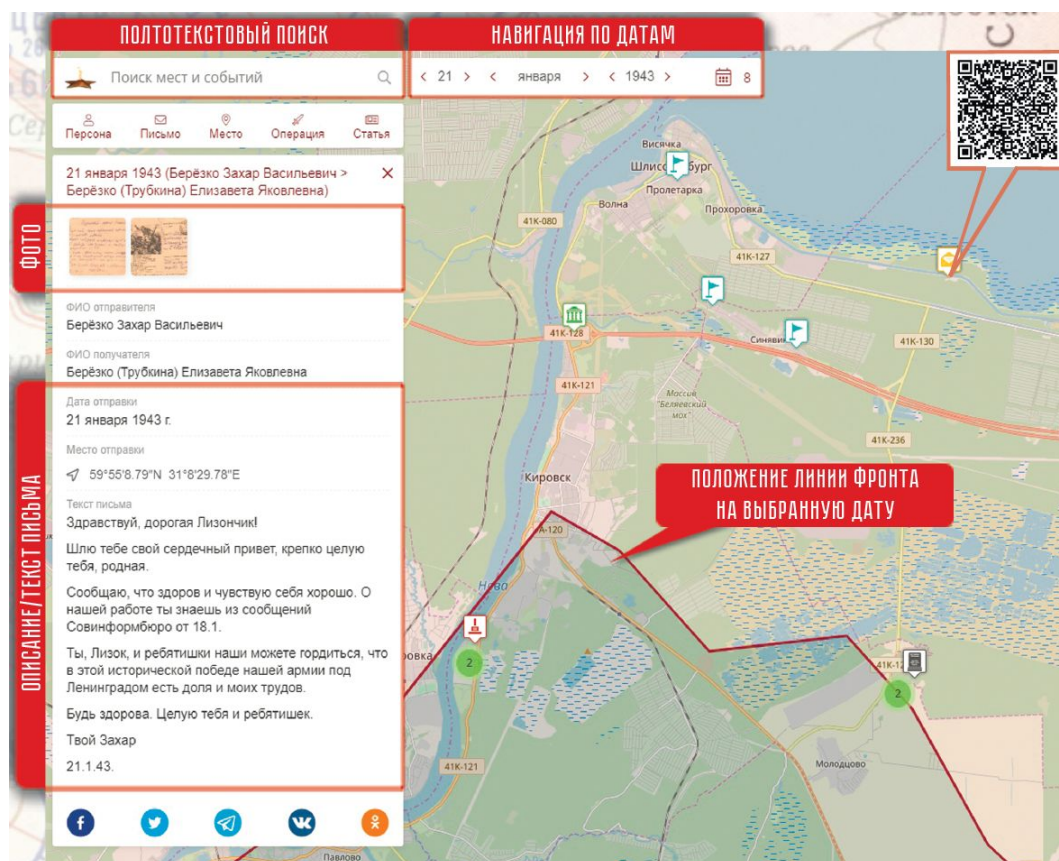 ПОЛТОТЕКСТОВЫЙ ПОИСК
НАВИГАЦИЯ ПО ДАТАМ
Поиск мест и событий
< 21 > < января > < 1943 > 8
Персона Письмо Место Операция Статья
21 января 1943 (Берёзко Захар Васильевич >
Берёзко (Трубкина) Елизавета Яковлевна)
ФОТО
ФИО отправителя
Берёзко Захар Васильевич
ФИО получателя
Берёзко (Трубкина) Елизавета Яковлевна
ОПИСАНИЕ/ТЕКСТ ПИСЬМА
Дата отправки
21 января 1943 г.
Место отправки
59°55'8.79"N 31°8'29.78"E
Текст письма
Здравствуй, дорогая Лизончик!
Шлю тебе свой сердечный привет, крепко целую
тебя, родная.
Сообщаю, что здоров и чувствую себя хорошо. О
нашей работе ты знаешь из сообщений
Совинформбюро от 18.1.
Ты, Лизок, и ребятишки наши можете гордиться, что
в этой исторической победе нашей армии под
Ленинградом есть доля и моих трудов.
Будь здорова. Целую тебя и ребятишек.
Твой Захар
21.1.43.
Висячка
Шлис бург
Пролетарка
Волна
Прохоровка
41К-080
41К-127
41К-128
Синяви
41К-130
41К-121
Массив
"Беляевский
мох"
41К-236
Кировск
ПОЛОЖЕНИЕ ЛИНИИ ФРОНТА
НА ВЫБРАННУЮ ДАТУ
А-120
Нева
2
овка
41К-12
2
41К-121
Молодцово
Павлово